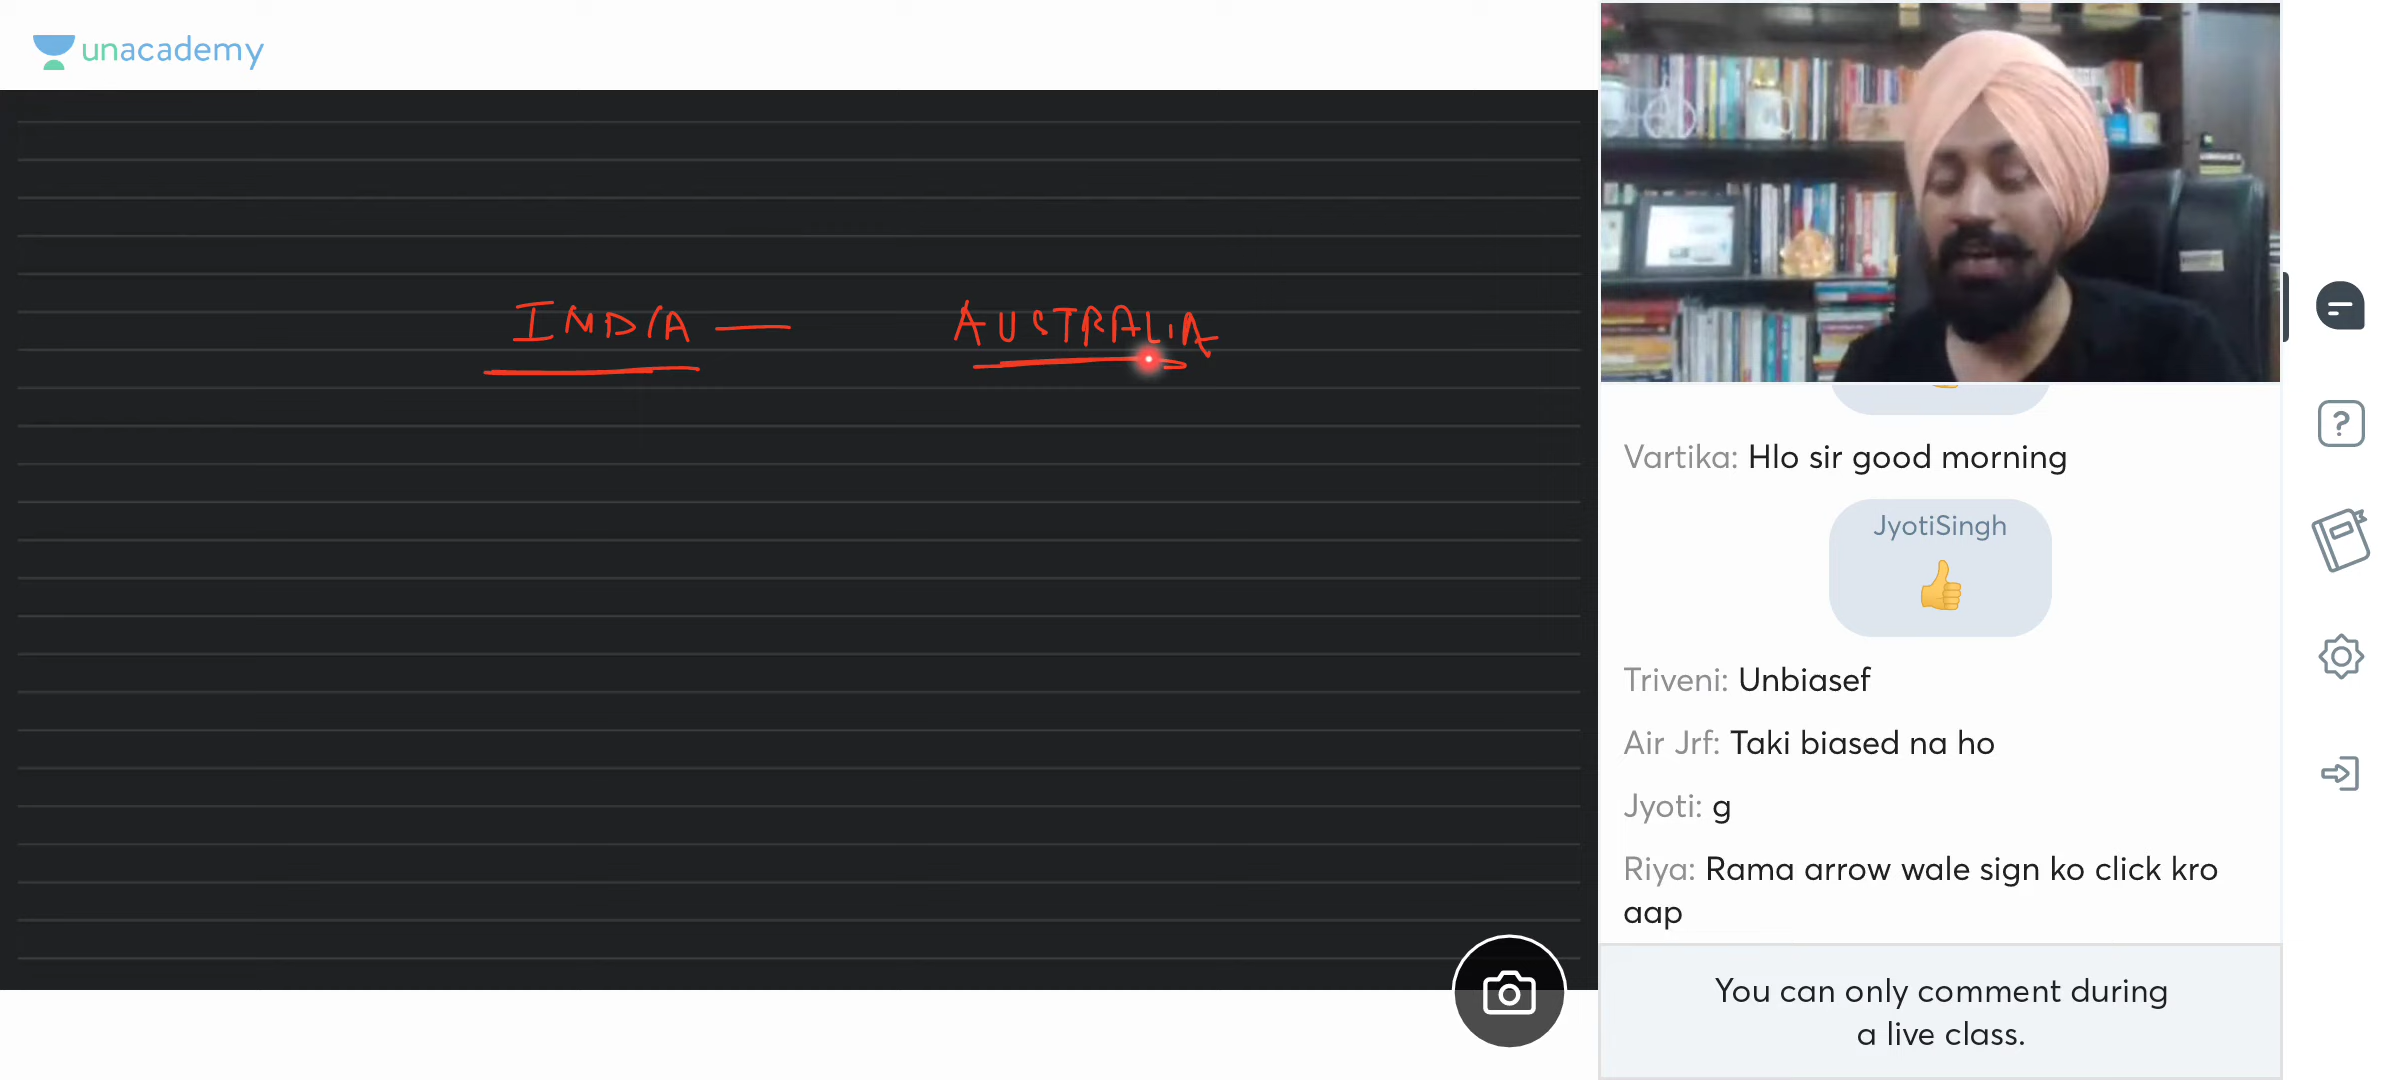 unacademy
INDIA — AUSTRALIA
Vartika: Hlo sir good morning
JyotiSingh
👍
Triveni: Unbiasef
Air Jrf: Taki biased na ho
Jyoti: g
Riya: Rama arrow wale sign ko click kro
aap
You can only comment during
a live class.